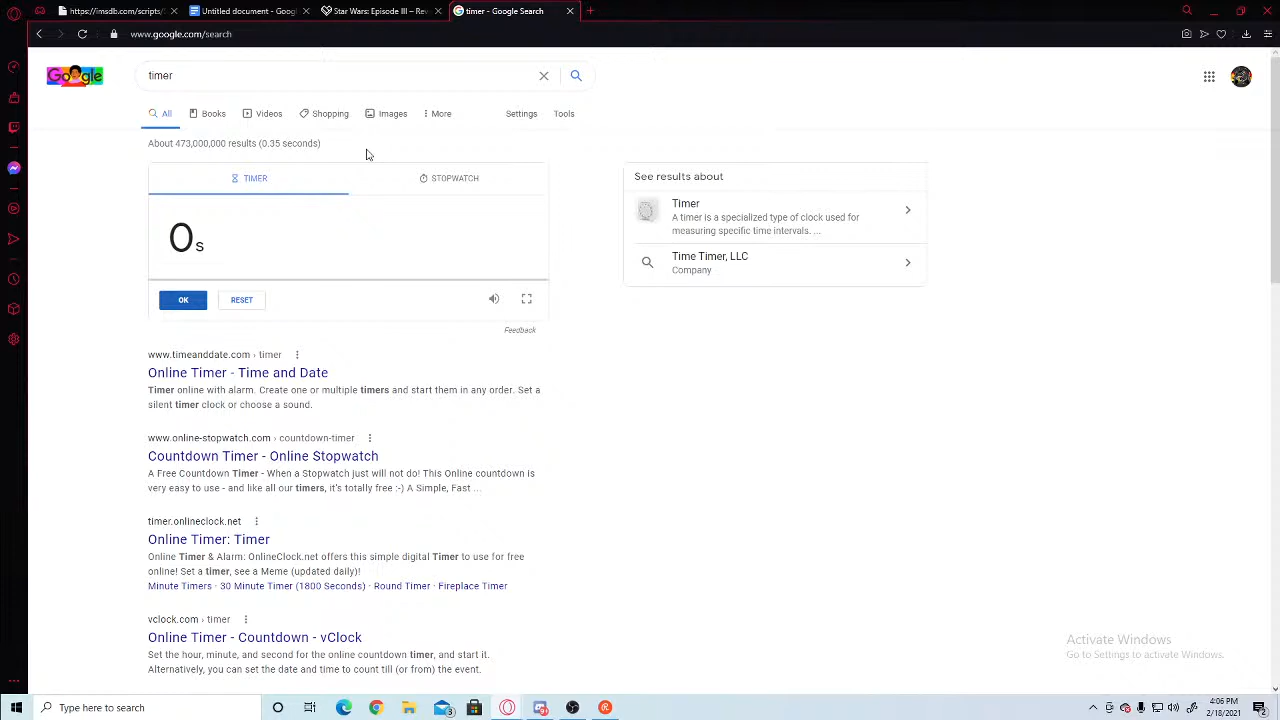 https://imsdb.com/scripts/S
Untitled document - Google
Star Wars: Episode III – Rev
timer - Google Search
www.google.com/search
Google
timer
All
Books
Videos
Shopping
Images
More
Settings
Tools
About 473,000,000 results (0.35 seconds)
TIMER
STOPWATCH
0s
OK
RESET
Feedback
See results about
Timer
A timer is a specialized type of clock used for
measuring specific time intervals. ...
Time Timer, LLC
Company
www.timeanddate.com › timer
Online Timer - Time and Date
Timer online with alarm. Create one or multiple timers and start them in any order. Set a
silent timer clock or choose a sound.
www.online-stopwatch.com › countdown-timer
Countdown Timer - Online Stopwatch
A Free Countdown Timer - When a Stopwatch just will not do! This Online countdown is
very easy to use - and like all our timers, it's totally free :-) A Simple, Fast ...
timer.onlineclock.net
Online Timer: Timer
Online Timer & Alarm: OnlineClock.net offers this simple digital Timer to use for free
online! Set a timer, see a Meme (updated daily)!
Minute Timers · 30 Minute Timer (1800 Seconds) · Round Timer · Fireplace Timer
vclock.com › timer
Online Timer - Countdown - vClock
Set the hour, minute, and second for the online countdown timer, and start it.
Alternatively, you can set the date and time to count till (or from) the event.
Activate Windows
Go to Settings to activate Windows.
Type here to search
4:06 PM
2/18/2021